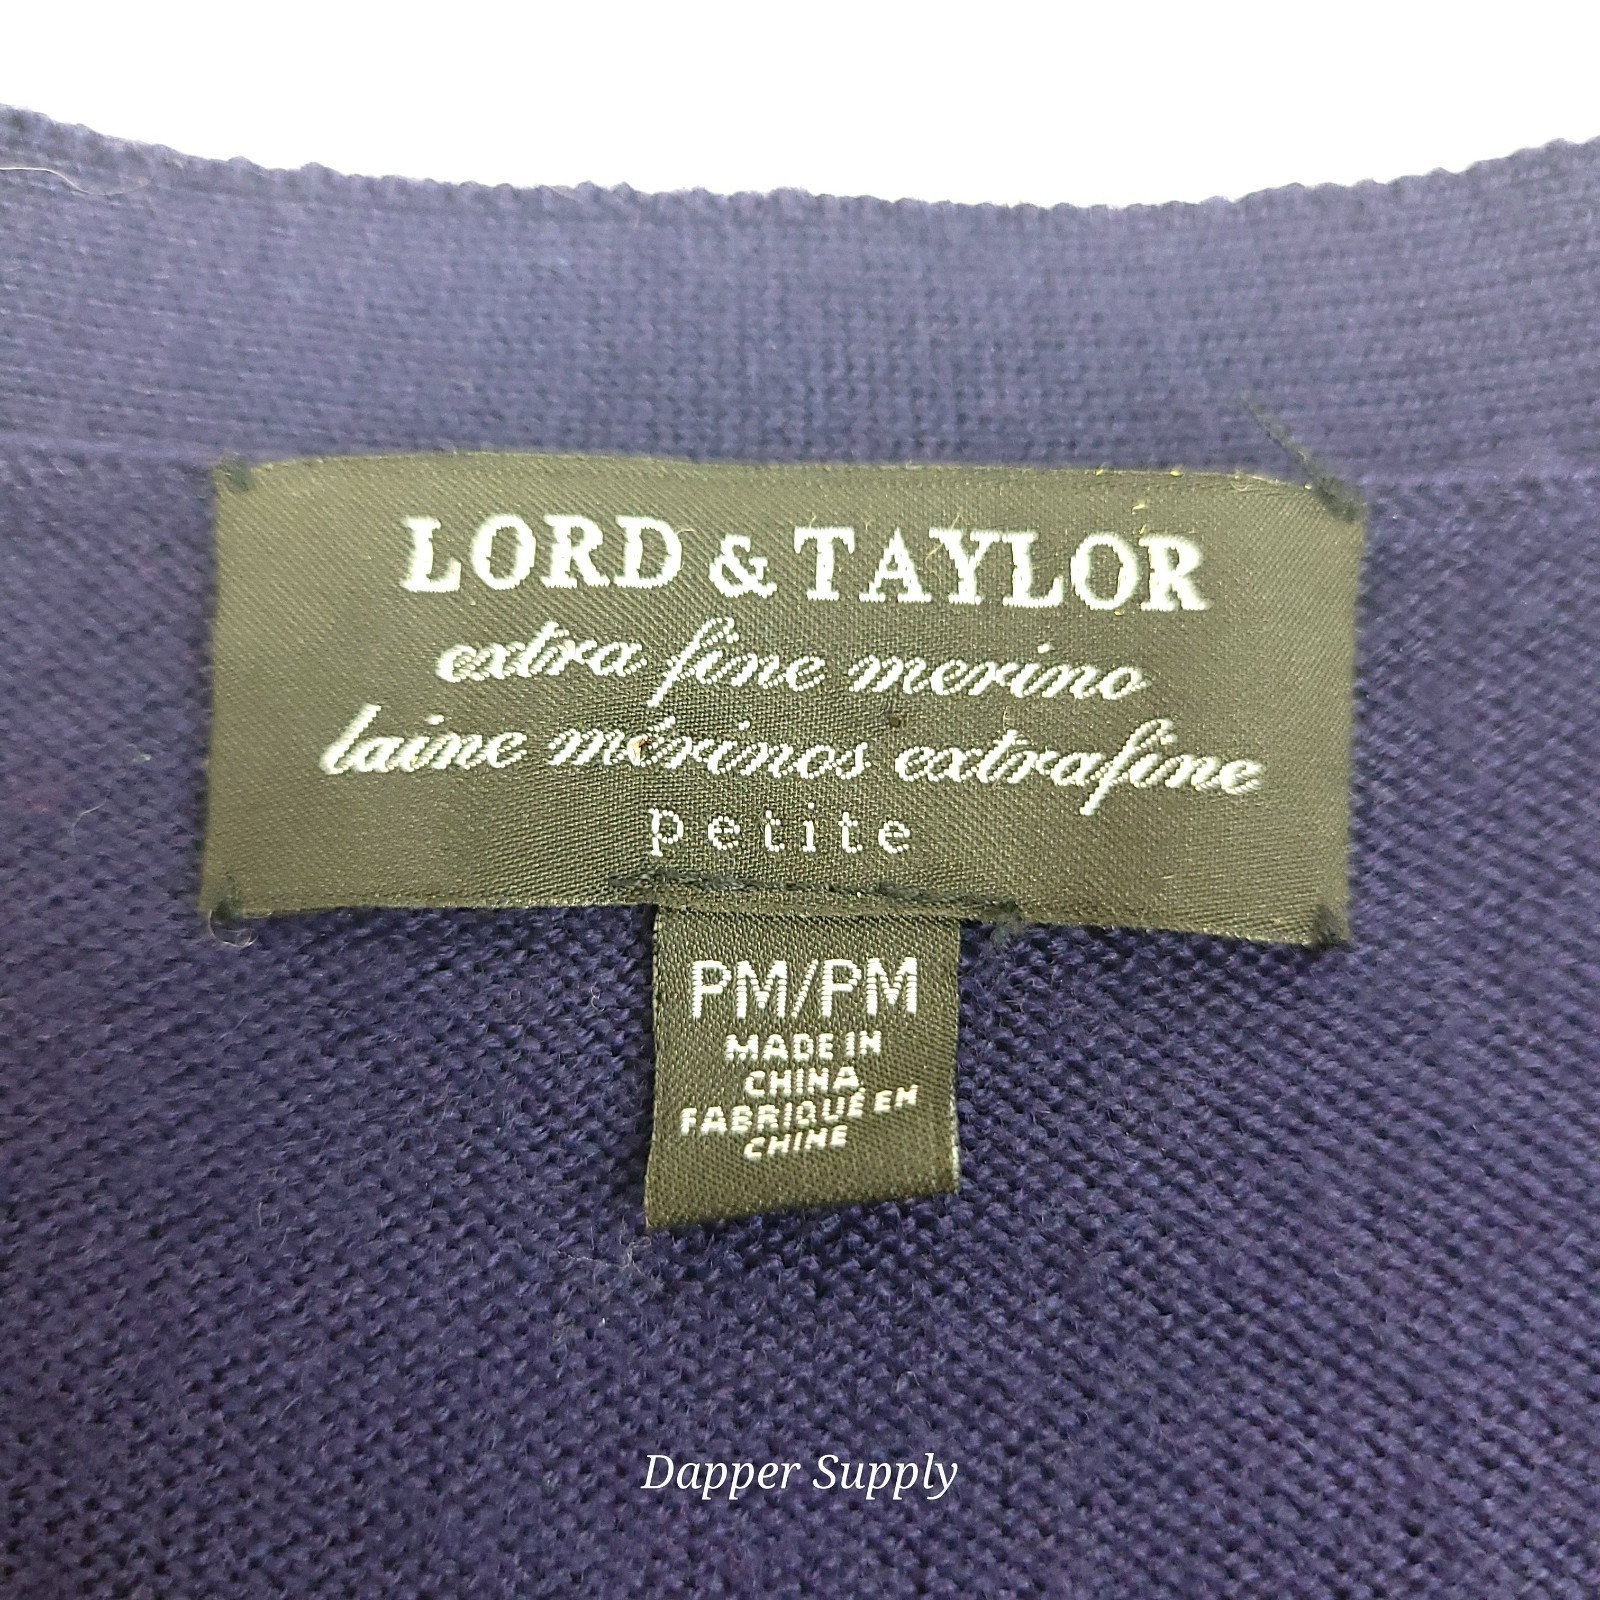 LORD & TAYLOR
extra fine merino
laine mérinos extrafine
petite
PM/PM
MADE IN
CHINA
FABRIQUÉ EN
CHINE
Dapper Supply